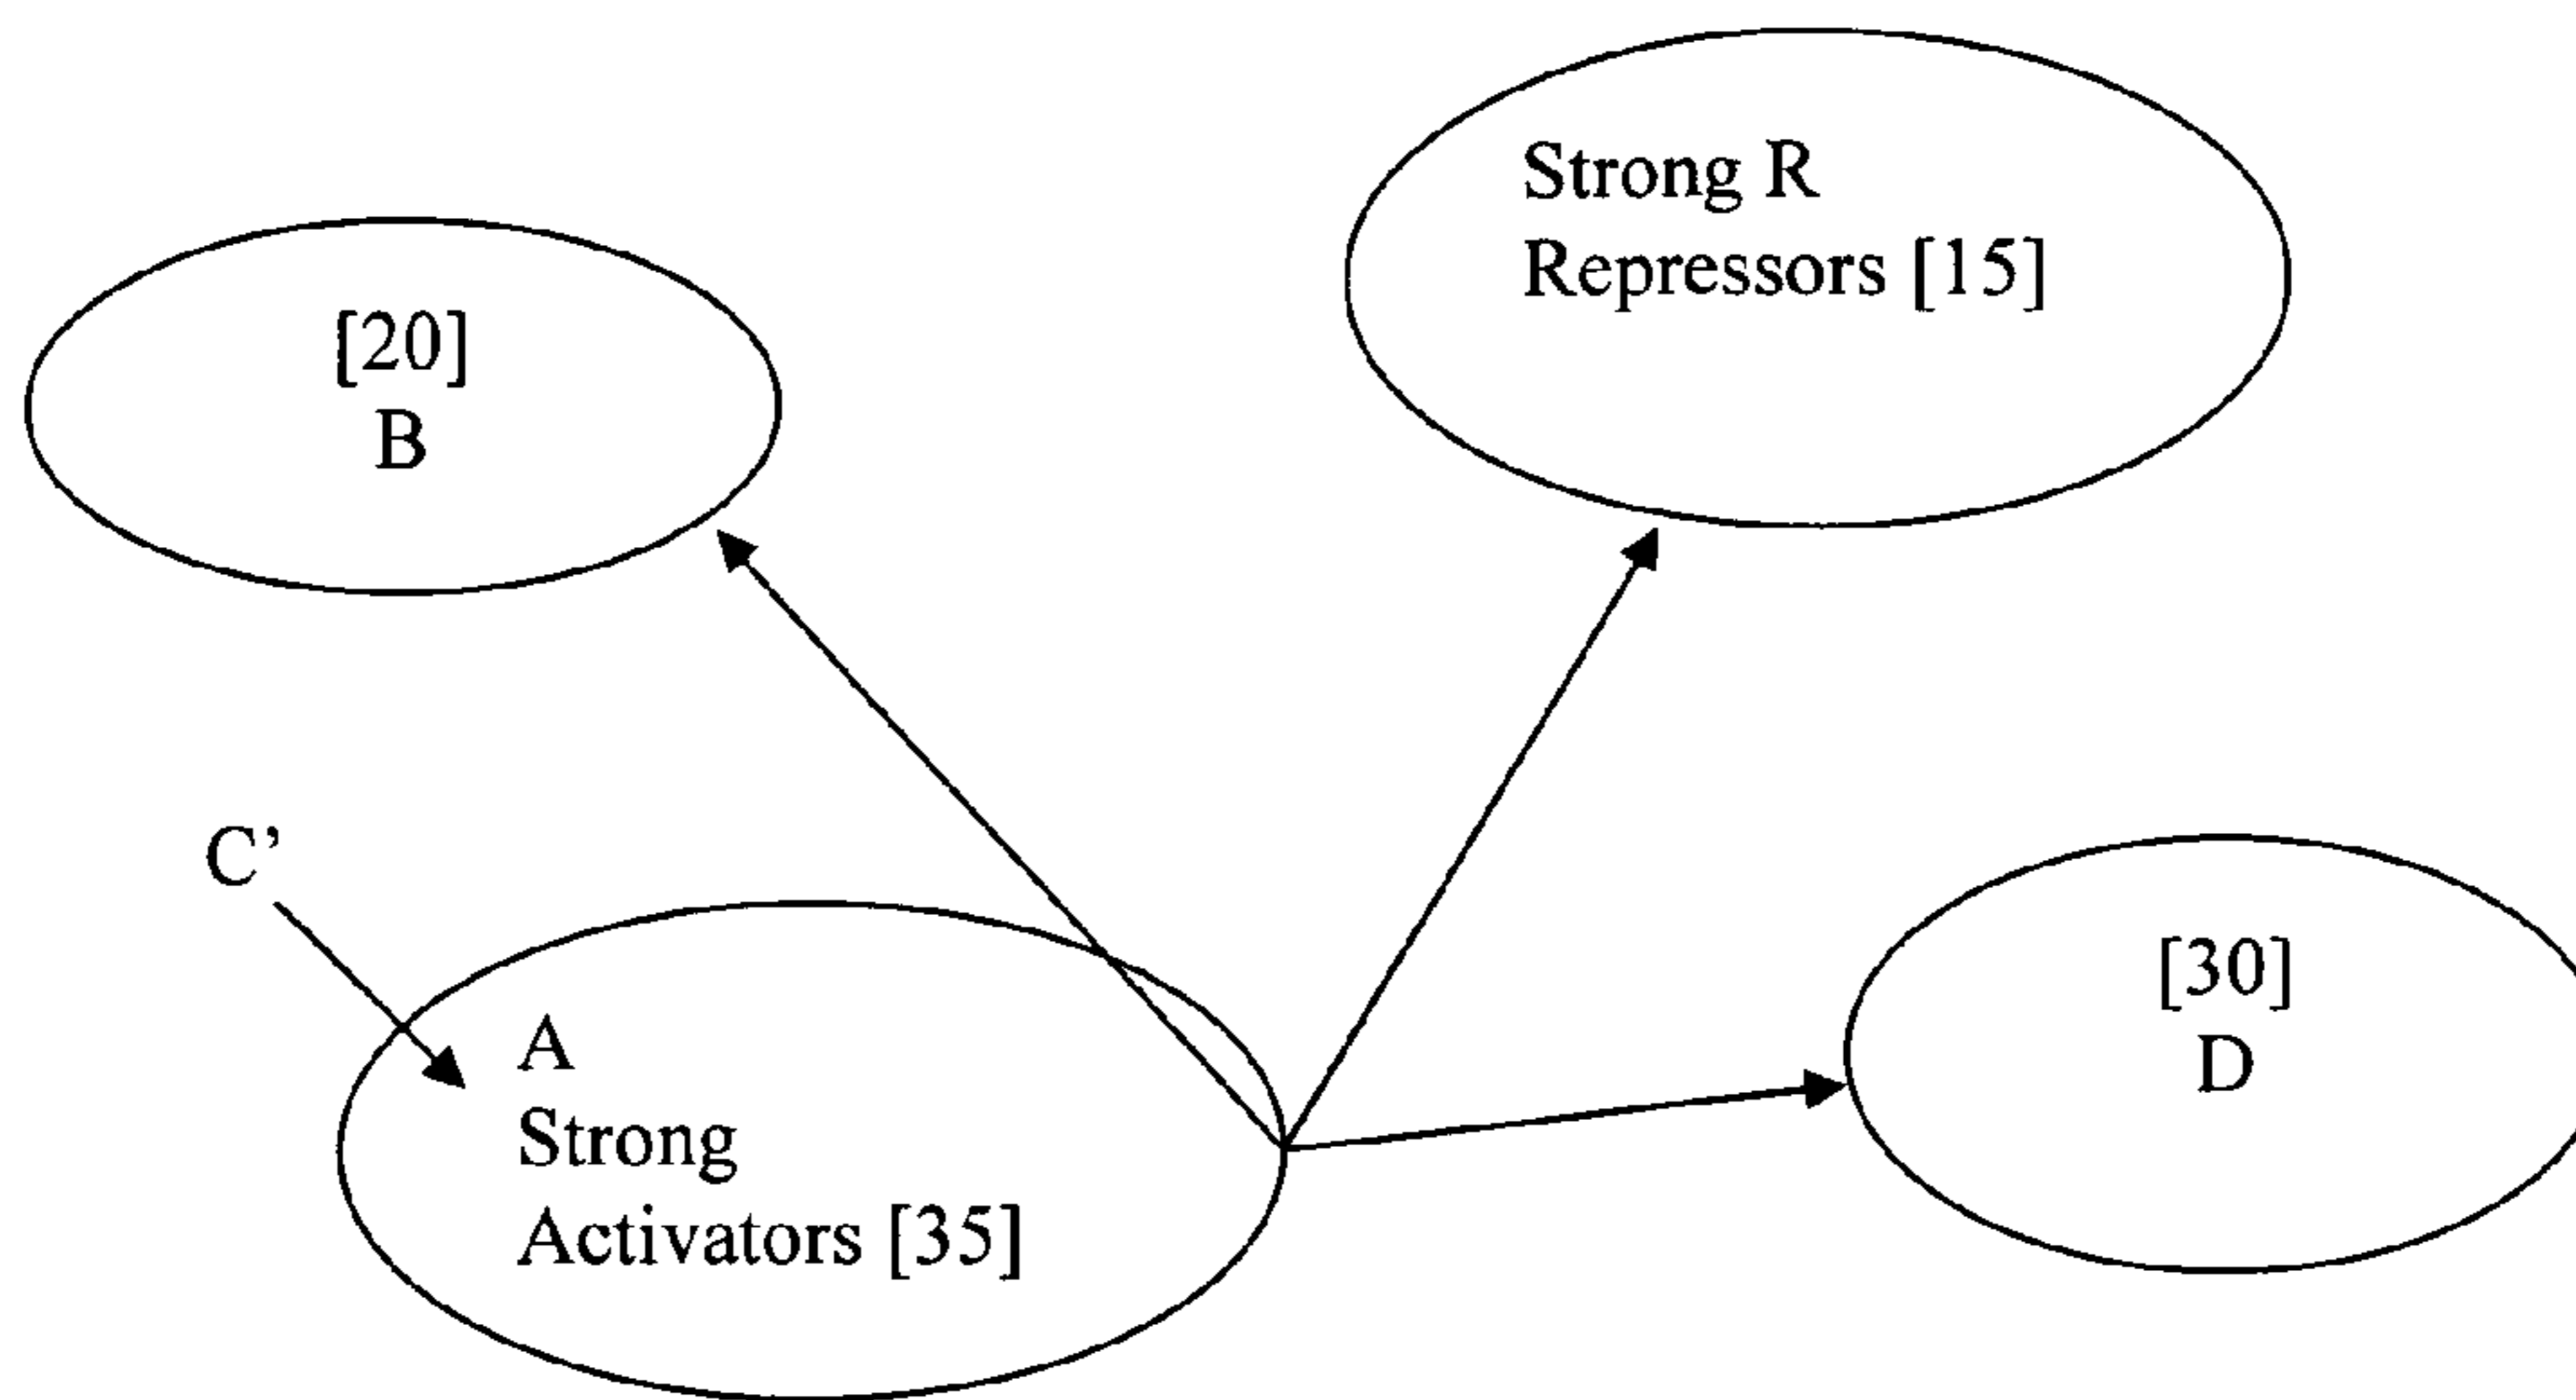 Strong R
Repressors [15]
[20]
B
C’
A
Strong
Activators [35]
[30]
D